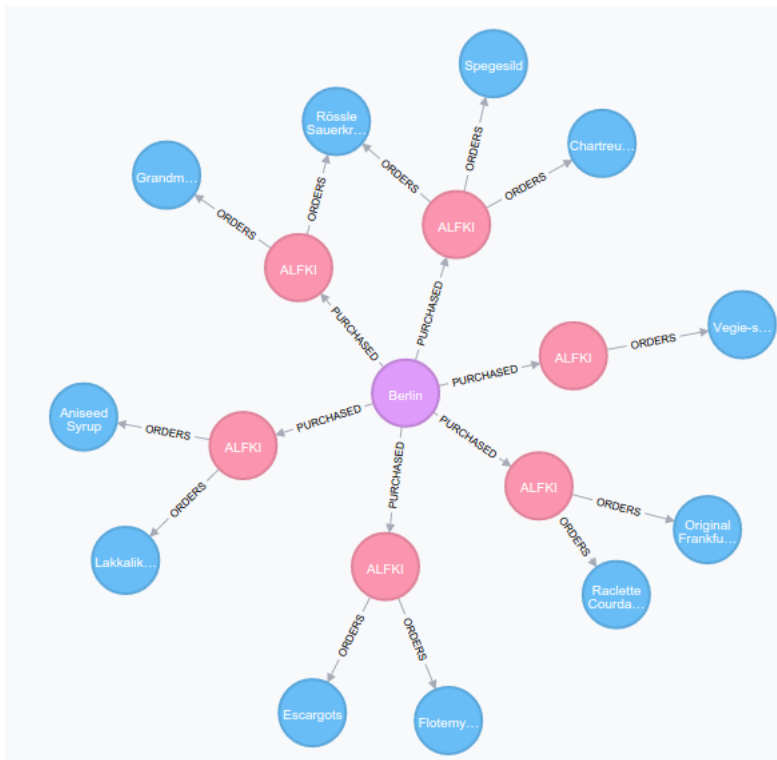 Spegesild
Rössle
Sauerkr...
Chartreu...
Grandm...
ORDERS
ORDERS
ORDERS
ORDERS
ORDERS
ALFKI
ALFKI
PURCHASED
PURCHASED
Vegie-s...
ORDERS
ALFKI
PURCHASED
Berlin
Aniseed
Syrup
ORDERS
ALFKI
PURCHASED
PURCHASED
PURCHASED
ALFKI
ORDERS
Original
Frankfu...
ORDERS
ORDERS
Lakkalik...
ALFKI
Raclette
Courda...
ORDERS
ORDERS
Escargots
Flotemy...